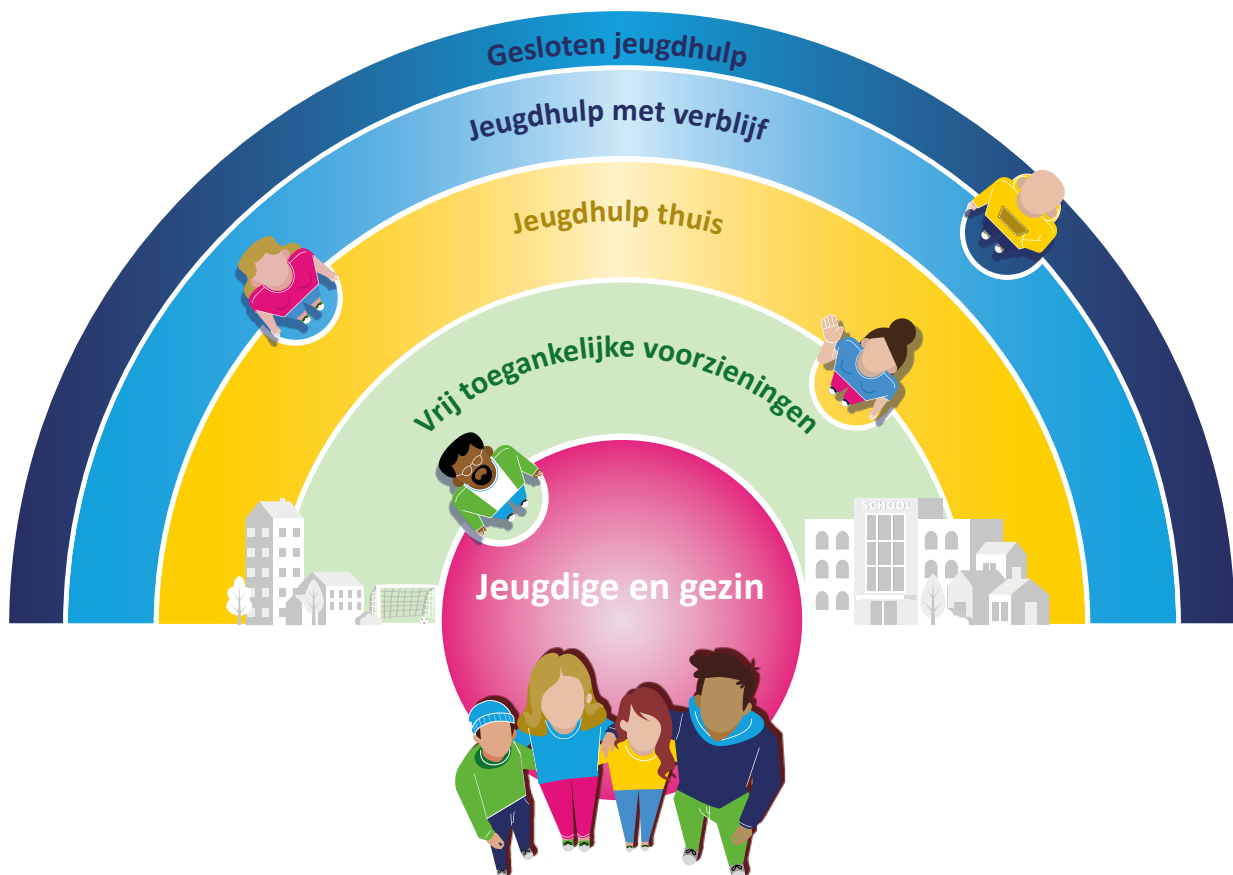 Gesloten jeugdhulp
Jeugdhulp met verblijf
Jeugdhulp thuis
Vrij toegankelijke voorzieningen
SCHOOL
Jeugdige en gezin